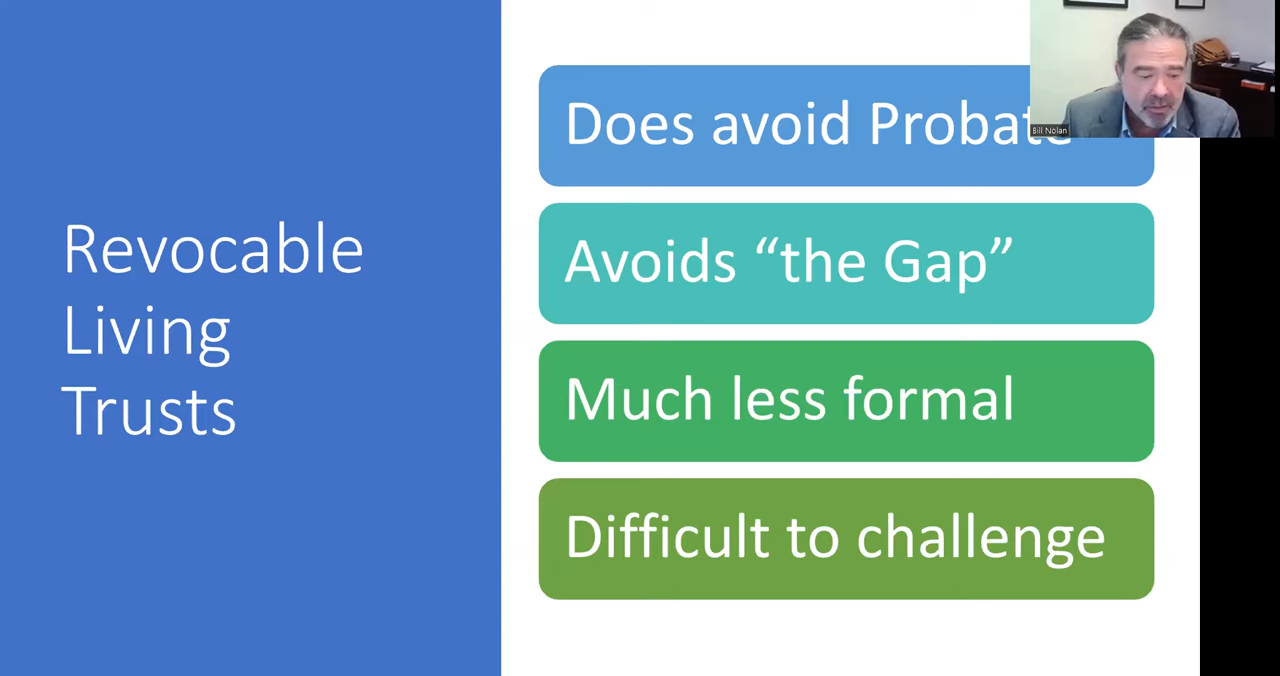 Revocable
Living
Trusts
Does avoid Probate
Avoids “the Gap”
Much less formal
Difficult to challenge
Bill Nolan